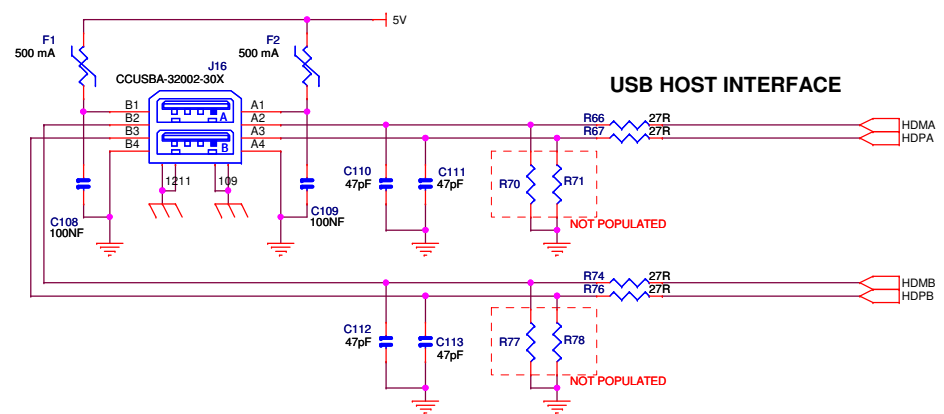 5V
F1
500 mA
F2
500 mA
J16
CCUSBA-32002-30X
USB HOST INTERFACE
B1
B2
B3
B4
A
B
A1
A2
A3
A4
1211
109
C108
100NF
C109
100NF
C110
47pF
C111
47pF
R66
27R
R67
27R
HDMA
HDPA
R70
R71
NOT POPULATED
R74
27R
R76
27R
HDMB
HDPB
C112
47pF
C113
47pF
R77
R78
NOT POPULATED